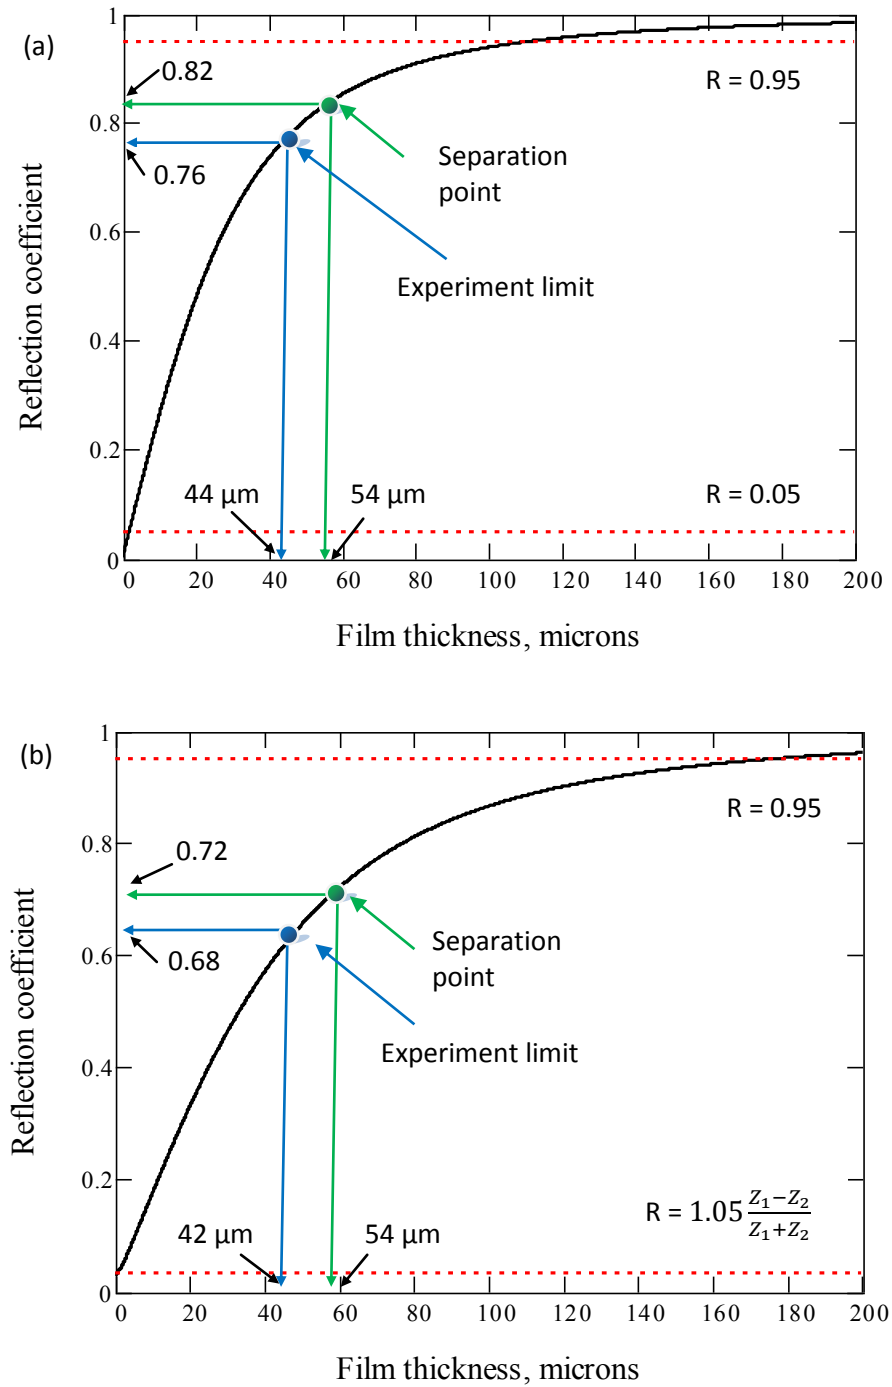 (a)
1
0.82
R = 0.95
0.8
Separation
point
0.76
0.6
Experiment limit
Reflection coefficient
0.4
0.2
44 µm
54 µm
R = 0.05
0
0 20 40 60 80 100 120 140 160 180 200
Film thickness, microns
(b)
1
R = 0.95
0.8
0.72
Separation
point
0.68
0.6
Experiment limit
Reflection coefficient
0.4
0.2
42 µm
54 µm
R = 1.05 (Z₁−Z₂)/(Z₁+Z₂)
0
0 20 40 60 80 100 120 140 160 180 200
Film thickness, microns